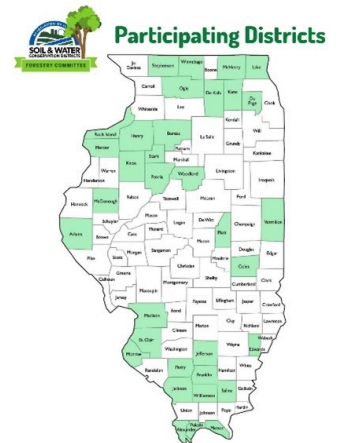 SOIL & WATER
CONSERVATION DISTRICTS
FORESTRY COMMITTEE
Participating Districts
Jo Daviess
Stephenson
Winnebago
Boone
McHenry
Lake
Carroll
Ogle
De Kalb
Kane
Du Page
Cook
Whiteside
Lee
Kendall
Will
Rock Island
Henry
Bureau
La Salle
Grundy
Mercer
Putnam
Kankakee
Knox
Stark
Marshall
Warren
Henderson
Peoria
Woodford
Livingston
Iroquois
Hancock
McDonough
Fulton
Tazewell
McLean
Ford
Schuyler
Mason
Adams
Brown
Cass
Menard
Logan
De Witt
Champaign
Vermilion
Piatt
Macon
Pike
Scott
Morgan
Sangamon
Douglas
Edgar
Moultrie
Coles
Christian
Greene
Calhoun
Macoupin
Montgomery
Shelby
Cumberland
Clark
Jersey
Fayette
Effingham
Jasper
Crawford
Madison
Bond
Clinton
Marion
Clay
Richland
Lawrence
St. Clair
Washington
Wayne
Wabash
Edwards
Monroe
Jefferson
Randolph
Perry
Franklin
Hamilton
White
Jackson
Williamson
Saline
Gallatin
Union
Johnson
Pope
Hardin
Alexander
Pulaski
Massac